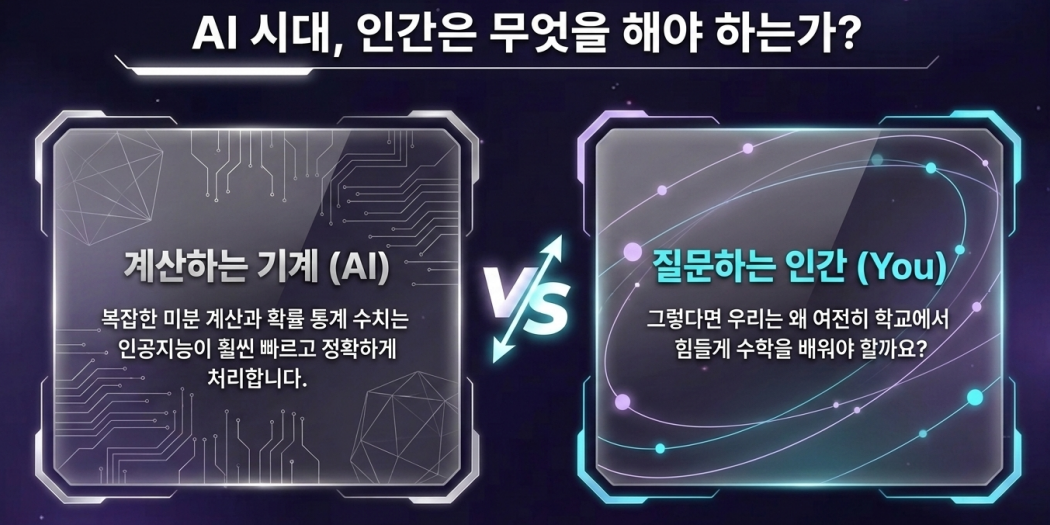 AI 시대, 인간은 무엇을 해야 하는가?
계산하는 기계 (AI)
복잡한 미분 계산과 확률 통계 수치는
인공지능이 훨씬 빠르고 정확하게
처리합니다.
VS
질문하는 인간 (You)
그렇다면 우리는 왜 여전히 학교에서
힘들게 수학을 배워야 할까요?